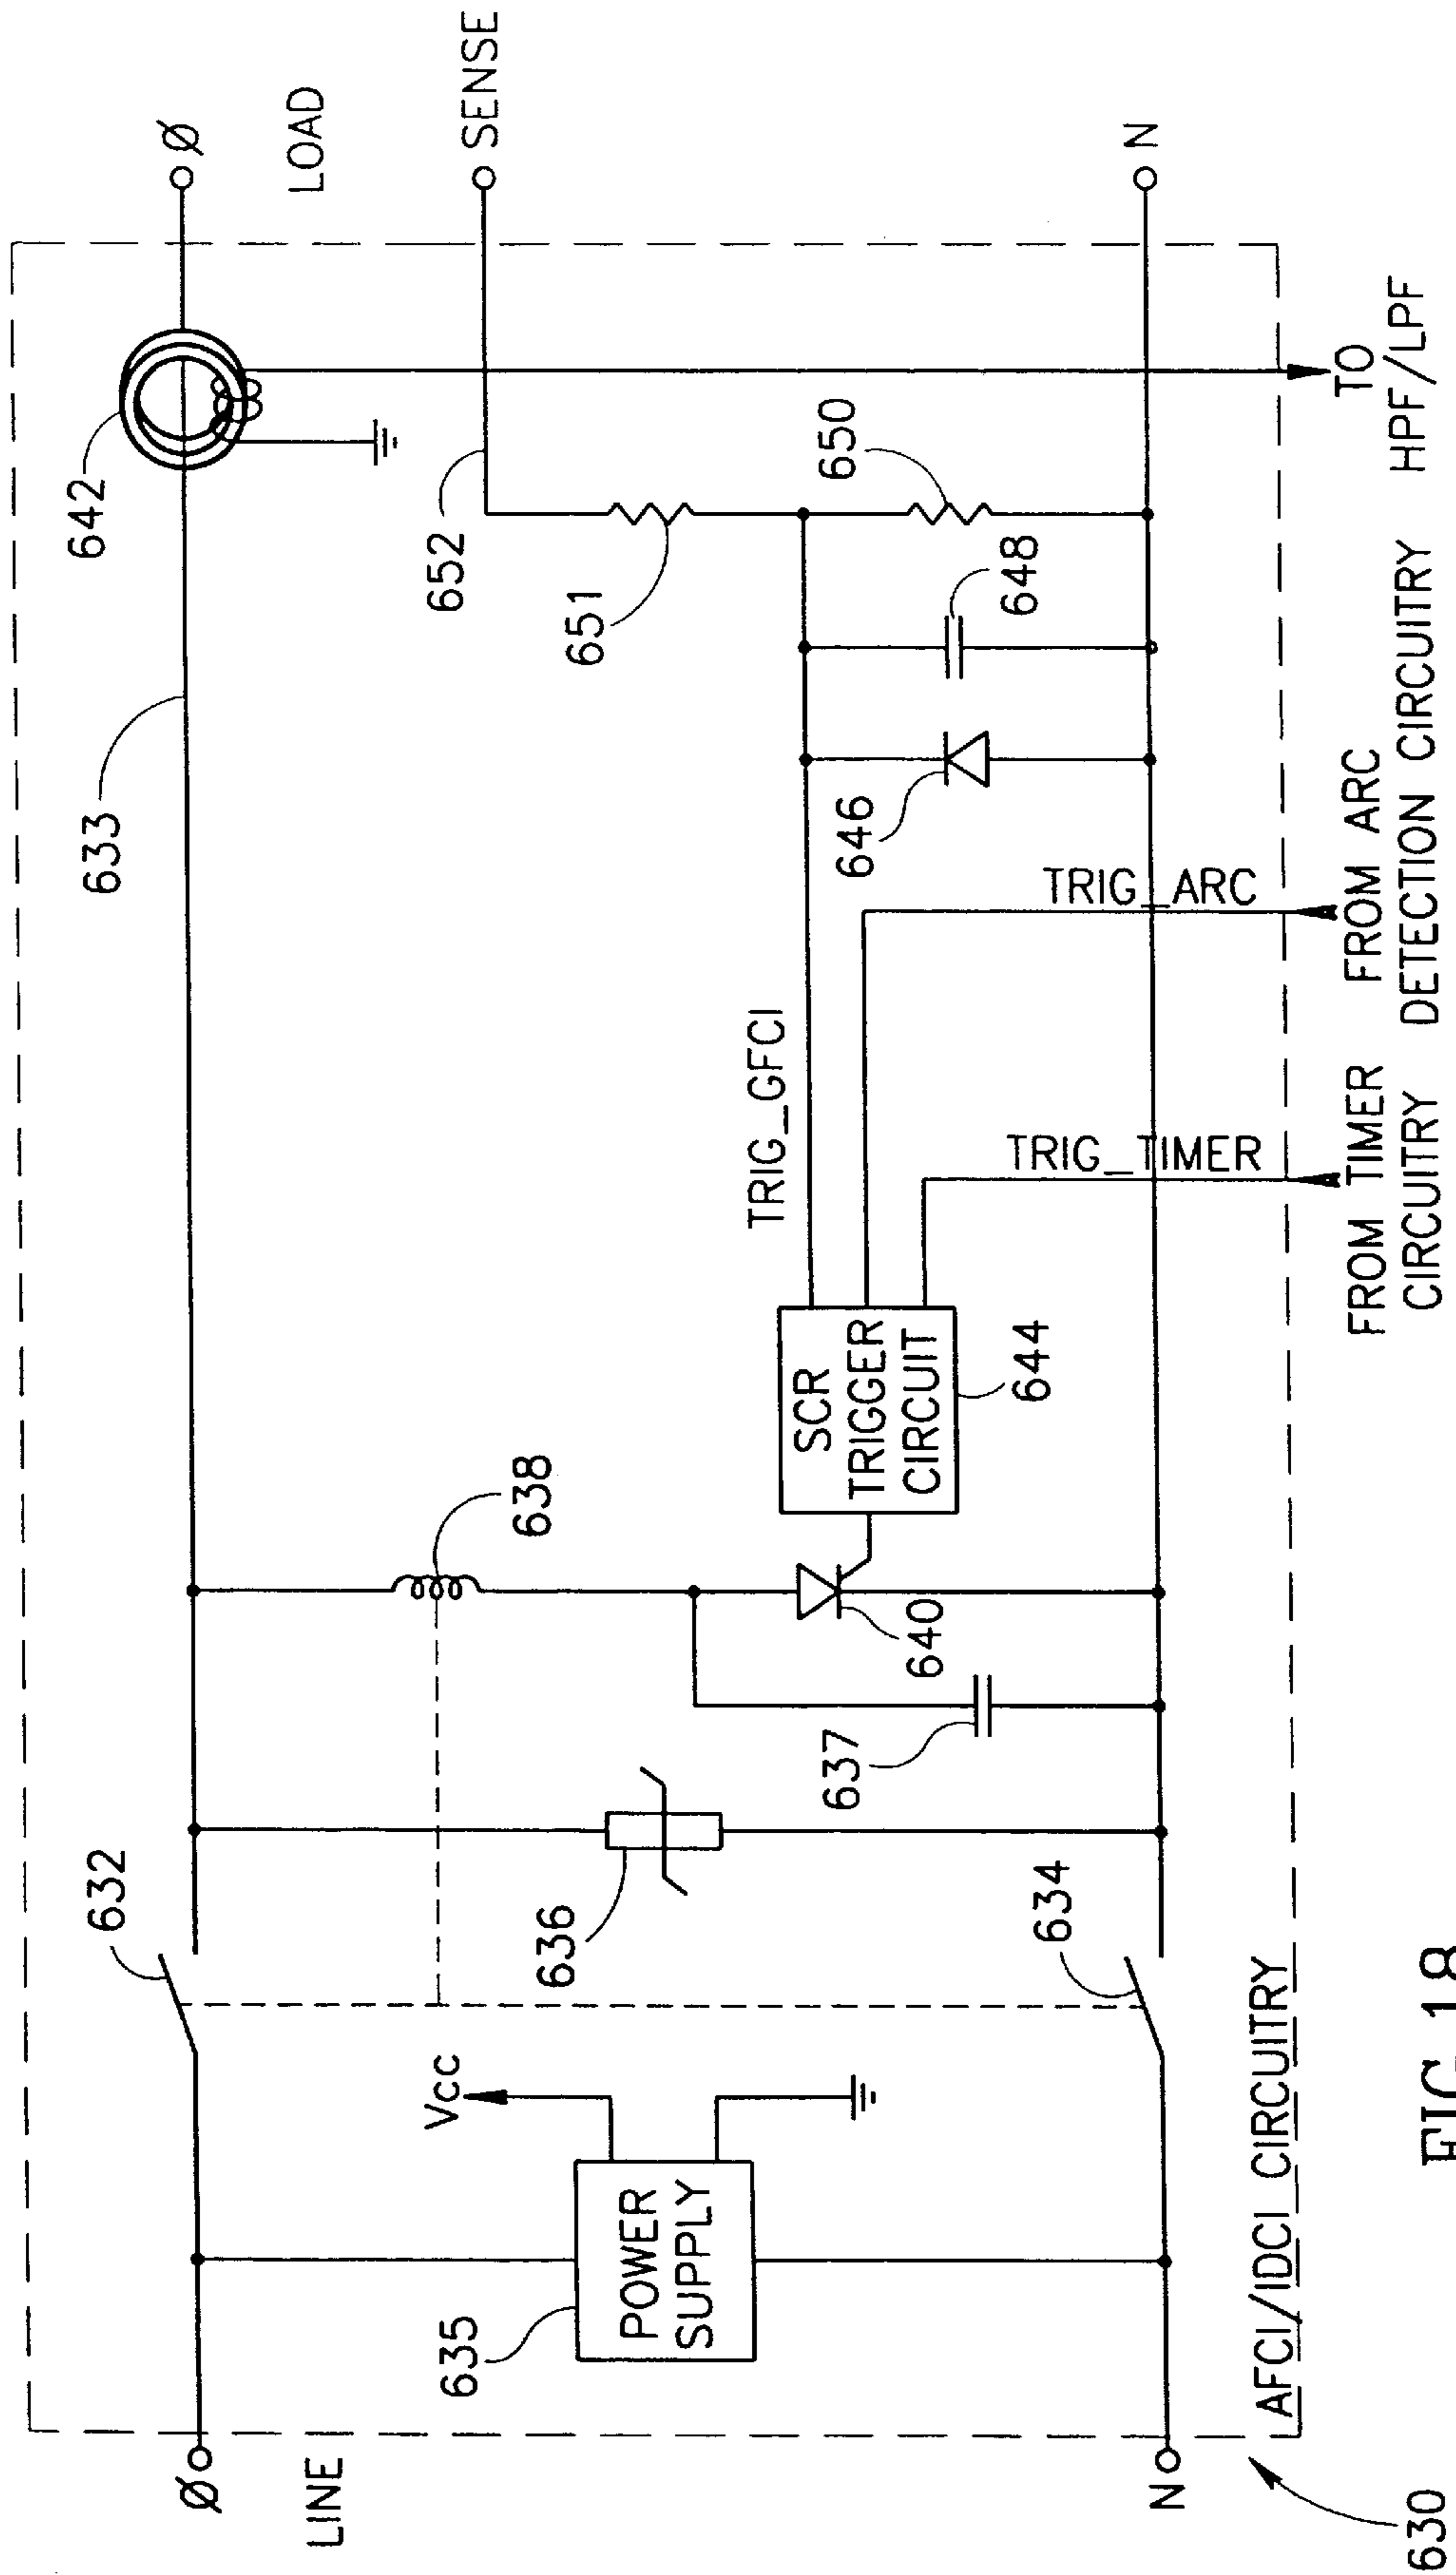 Ø
LINE
N
630
635
POWER
SUPPLY
Vcc
632
634
636
637
638
640
SCR
TRIGGER
CIRCUIT
644
TRIG_GFCI
TRIG_TIMER
TRIG_ARC
633
646
648
650
651
652
642
Ø
LOAD
SENSE
N
AFCI/IDCI CIRCUITRY
FROM TIMER
CIRCUITRY
FROM ARC
DETECTION CIRCUITRY
TO
HPF/LPF
FIG.18